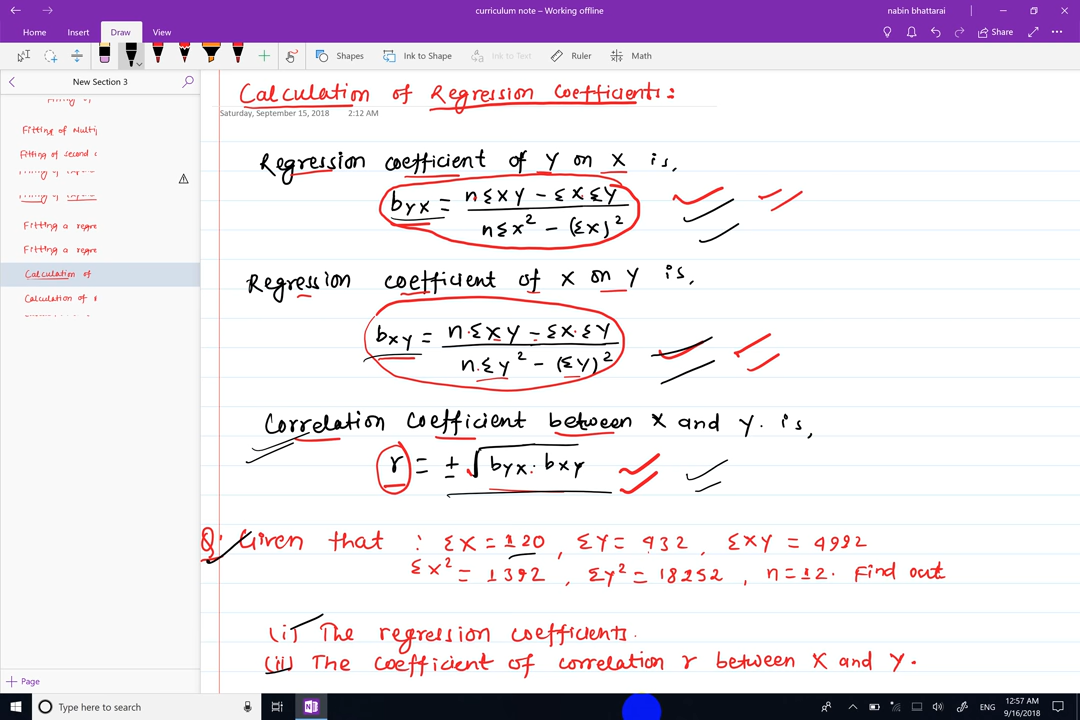 curriculum note – Working offline
nabin bhattarai
Home Insert Draw View
Share
Shapes Ink to Shape Ink to Text Ruler Math
New Section 3
Fitting of Multip
Fitting of second
Fitting a regre
Fitting a regre
Calculation of
Calculation of
Page
Calculation of Regression Coefficients:
Saturday, September 15, 2018 2:12 AM
Regression coefficient of Y on X is,
byx = nΣXY - ΣX.ΣY
nΣx² - (Σx)²
Regression coefficient of X on Y is,
bxy = n.ΣXY - ΣX.ΣY
n.Σy² - (ΣY)²
Correlation Coefficient between X and Y. is,
r = ± √byx. bxy
Q. Given that : ΣX = 120, ΣY = 432, ΣXY = 4992
Σx² = 1392, ΣY² = 18252, n = 12. Find out
(i) The regression coefficients.
(ii) The coefficient of correlation r between X and Y.
Type here to search
ENG
12:57 AM
9/16/2018